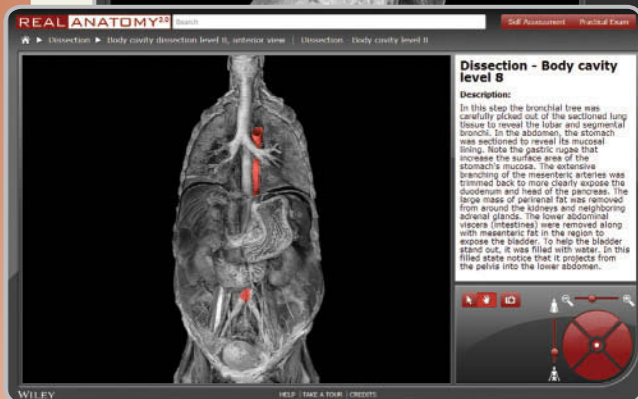 REAL ANATOMY 2.0
Search
Self Assessment Practical Exam
Dissection ▶ Body cavity dissection level 8, anterior view | Dissection - Body cavity level 8
Dissection - Body cavity
level 8
Description:
In this step the bronchial tree was
carefully picked out of the sectioned lung
tissue to reveal the lobar and segmental
bronchi. In the abdomen, the stomach
was sectioned to reveal its mucosal
lining. Note the gastric rugae that
increase the surface area of the
stomach's mucosa. The extensive
branching of the mesenteric arteries was
trimmed back to more clearly expose the
duodenum and head of the pancreas. The
large mass of perirenal fat was removed
from around the kidneys and neighboring
adrenal glands. The lower abdominal
viscera (intestines) were removed along
with mesenteric fat in the region to
expose the bladder. To help the bladder
stand out, it was filled with water. In this
filled state notice that it projects from
the pelvis into the lower abdomen.
WILEY
HELP | TAKE A TOUR | CREDITS